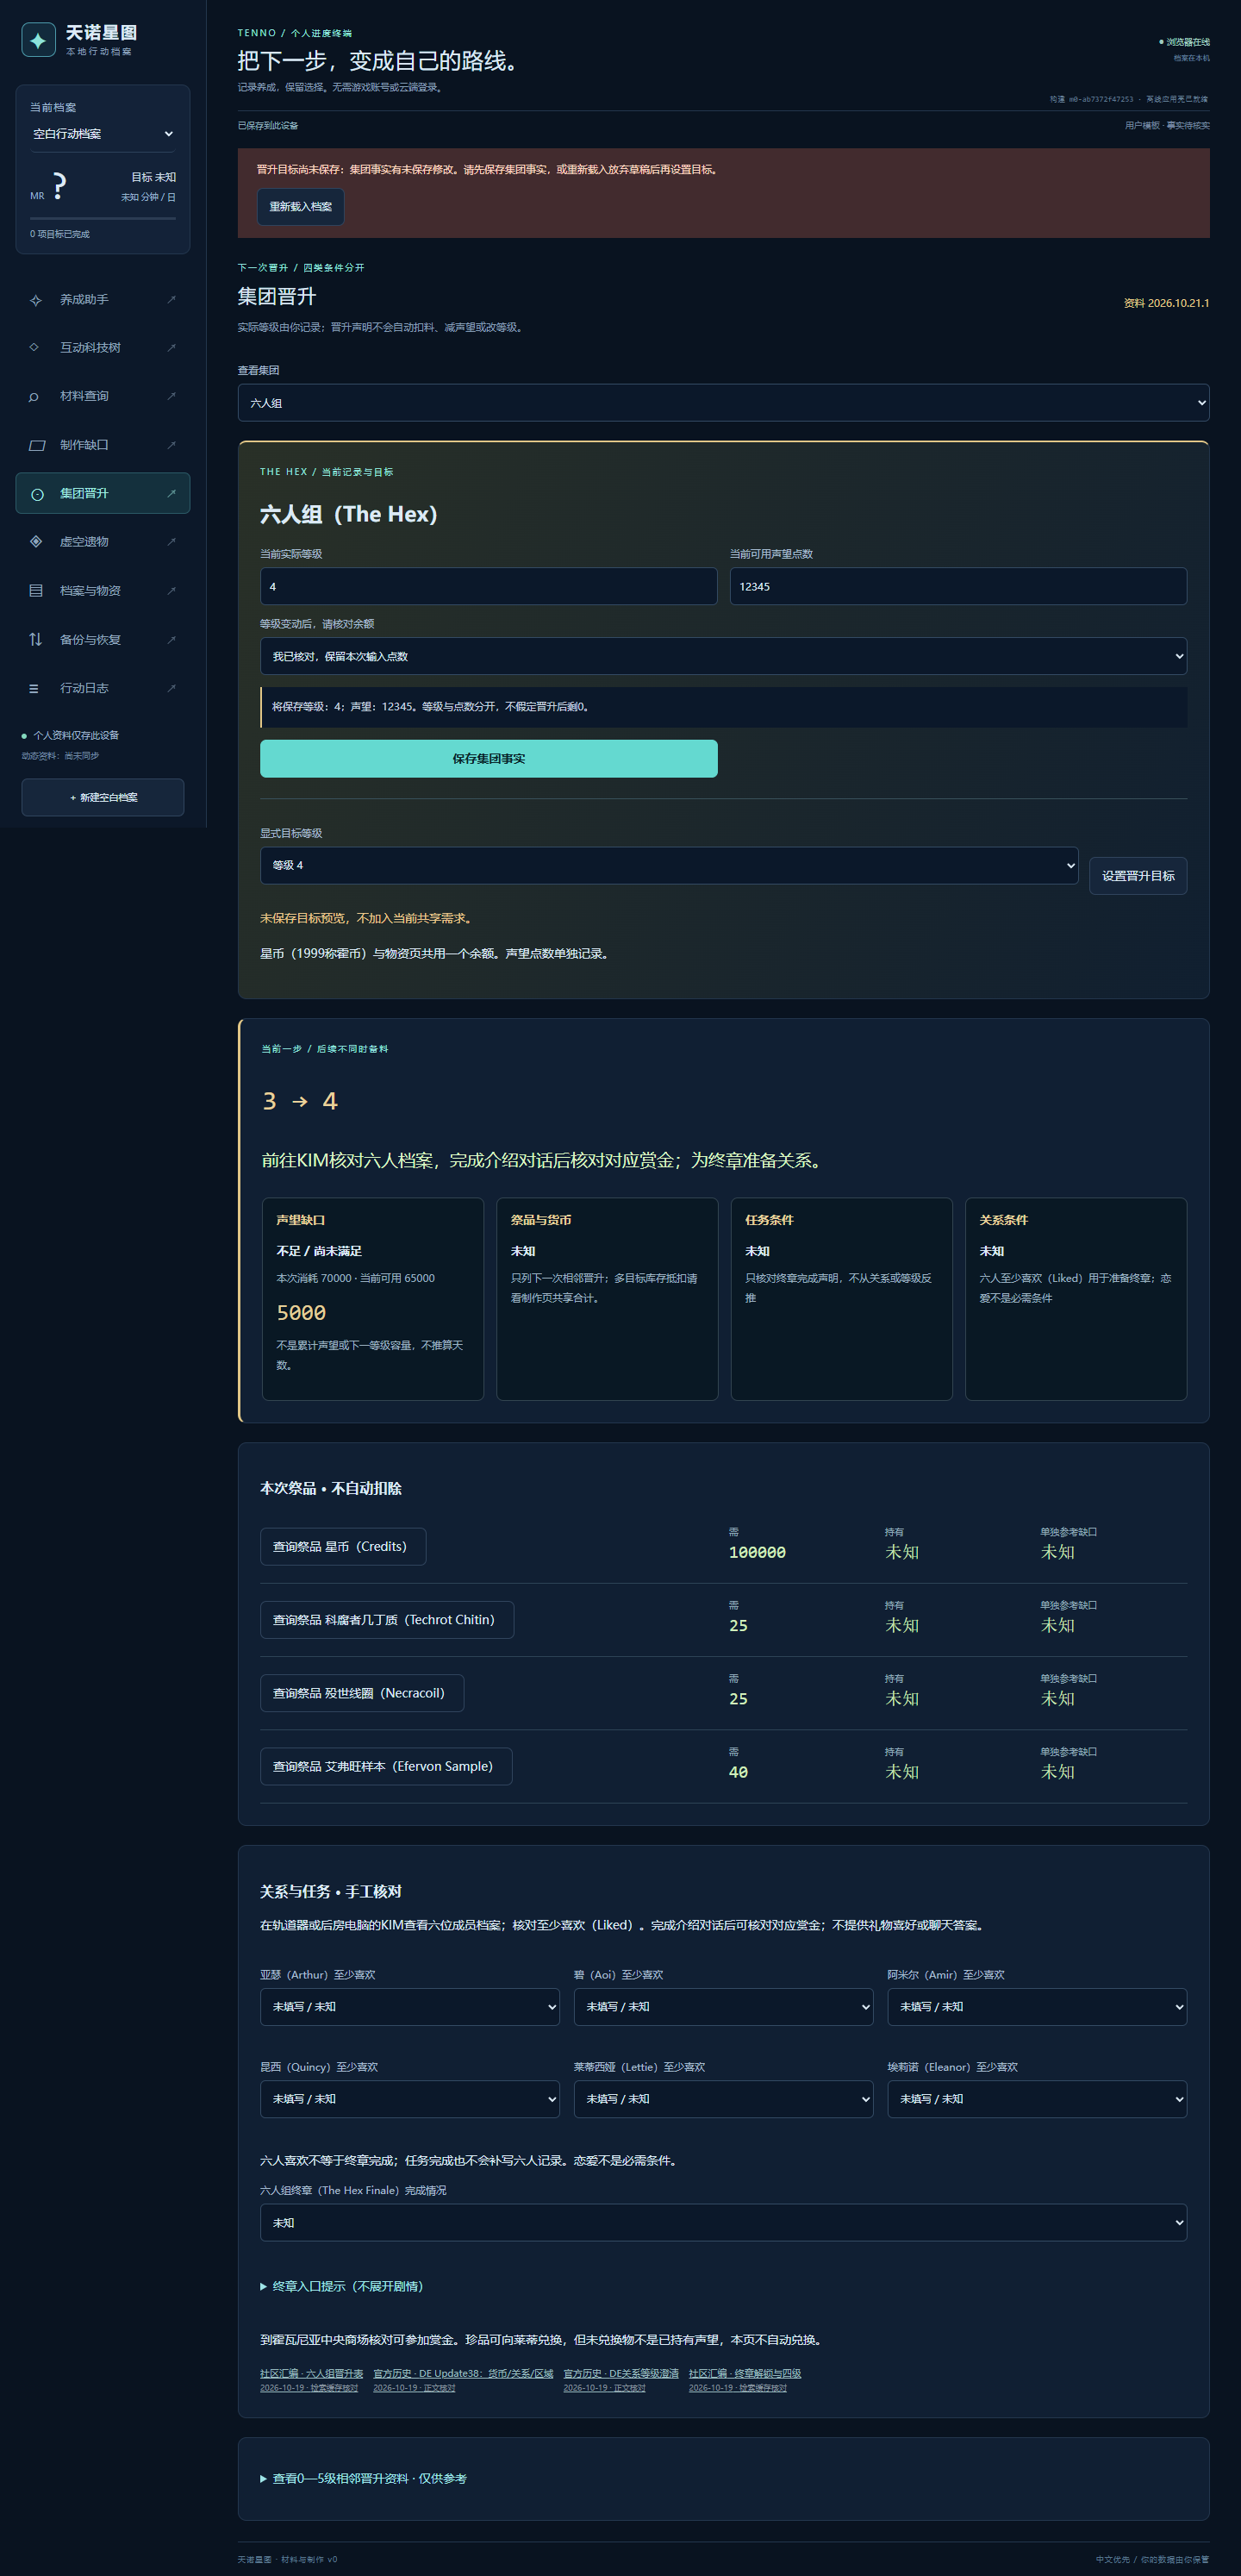 天诺星图
本地行动档案
当前档案
空白行动档案
MR ?
目标 未知
未知 分钟 / 日
0 项目标已完成
养成助手
互动科技树
材料查询
制作缺口
集团晋升
虚空遗物
档案与物资
备份与恢复
行动日志
个人资料仅存此设备
动态资料：尚未同步
+ 新建空白档案
TENNO / 个人进度终端
把下一步，变成自己的路线。
记录养成，保留选择。无需游戏账号或云端登录。
浏览器在线
档案在本机
构建 m0-ab7372f47253 · 离线应用壳已就绪
已保存到此设备
用户模板 · 事实待核实
晋升目标尚未保存：集团事实有未保存修改。请先保存集团事实，或重新载入放弃草稿后再设置目标。
重新载入档案
下一次晋升 / 四类条件分开
集团晋升
资料 2026.10.21.1
实际等级由你记录；晋升声明不会自动扣料、减声望或改等级。
查看集团
六人组
THE HEX / 当前记录与目标
六人组（The Hex）
当前实际等级
当前可用声望点数
4
12345
等级变动后，请核对余额
我已核对，保留本次输入点数
将保存等级：4；声望：12345。等级与点数分开，不假定晋升后剩0。
保存集团事实
显式目标等级
等级 4
设置晋升目标
未保存目标预览，不加入当前共享需求。
星币（1999称霍币）与物资页共用一个余额。声望点数单独记录。
当前一步 / 后续不同时备料
3 → 4
前往KIM核对六人档案，完成介绍对话后核对对应赏金；为终章准备关系。
声望缺口
不足 / 尚未满足
本次消耗 70000 · 当前可用 65000
5000
不是累计声望或下一等级容量，不推算天数。
祭品与货币
未知
只列下一次相邻晋升；多目标库存抵扣请看制作页共享合计。
任务条件
未知
只核对终章完成声明，不从关系或等级反推
关系条件
未知
六人至少喜欢（Liked）用于准备终章；恋爱不是必需条件
本次祭品 • 不自动扣除
查询祭品 星币（Credits）
需
100000
持有
未知
单独参考缺口
未知
查询祭品 科腐者几丁质（Techrot Chitin）
需
25
持有
未知
单独参考缺口
未知
查询祭品 殁世线圈（Necracoil）
需
25
持有
未知
单独参考缺口
未知
查询祭品 艾弗旺样本（Efervon Sample）
需
40
持有
未知
单独参考缺口
未知
关系与任务 • 手工核对
在轨道器或后房电脑的KIM查看六位成员档案；核对至少喜欢（Liked）。完成介绍对话后可核对对应赏金；不提供礼物喜好或聊天答案。
亚瑟（Arthur）至少喜欢
碧（Aoi）至少喜欢
阿米尔（Amir）至少喜欢
未填写 / 未知
未填写 / 未知
未填写 / 未知
昆西（Quincy）至少喜欢
莱蒂西娅（Lettie）至少喜欢
埃莉诺（Eleanor）至少喜欢
未填写 / 未知
未填写 / 未知
未填写 / 未知
六人喜欢不等于终章完成；任务完成也不会补写六人记录。恋爱不是必需条件。
六人组终章（The Hex Finale）完成情况
未知
终章入口提示（不展开剧情）
到霍瓦尼亚中央商场核对可参加赏金。珍品可向莱蒂兑换，但未兑换物不是已持有声望，本页不自动兑换。
社区汇编 · 六人组晋升表
2026-10-19 · 检索缓存核对
官方历史 · DE Update38：货币/关系/区域
2026-10-19 · 正文核对
官方历史 · DE关系等级澄清
2026-10-19 · 正文核对
社区汇编 · 终章解锁与四级
2026-10-19 · 检索缓存核对
查看0—5级相邻晋升资料 · 仅供参考
天诺星图 · 材料与制作 v0
中文优先 / 你的数据由你保管